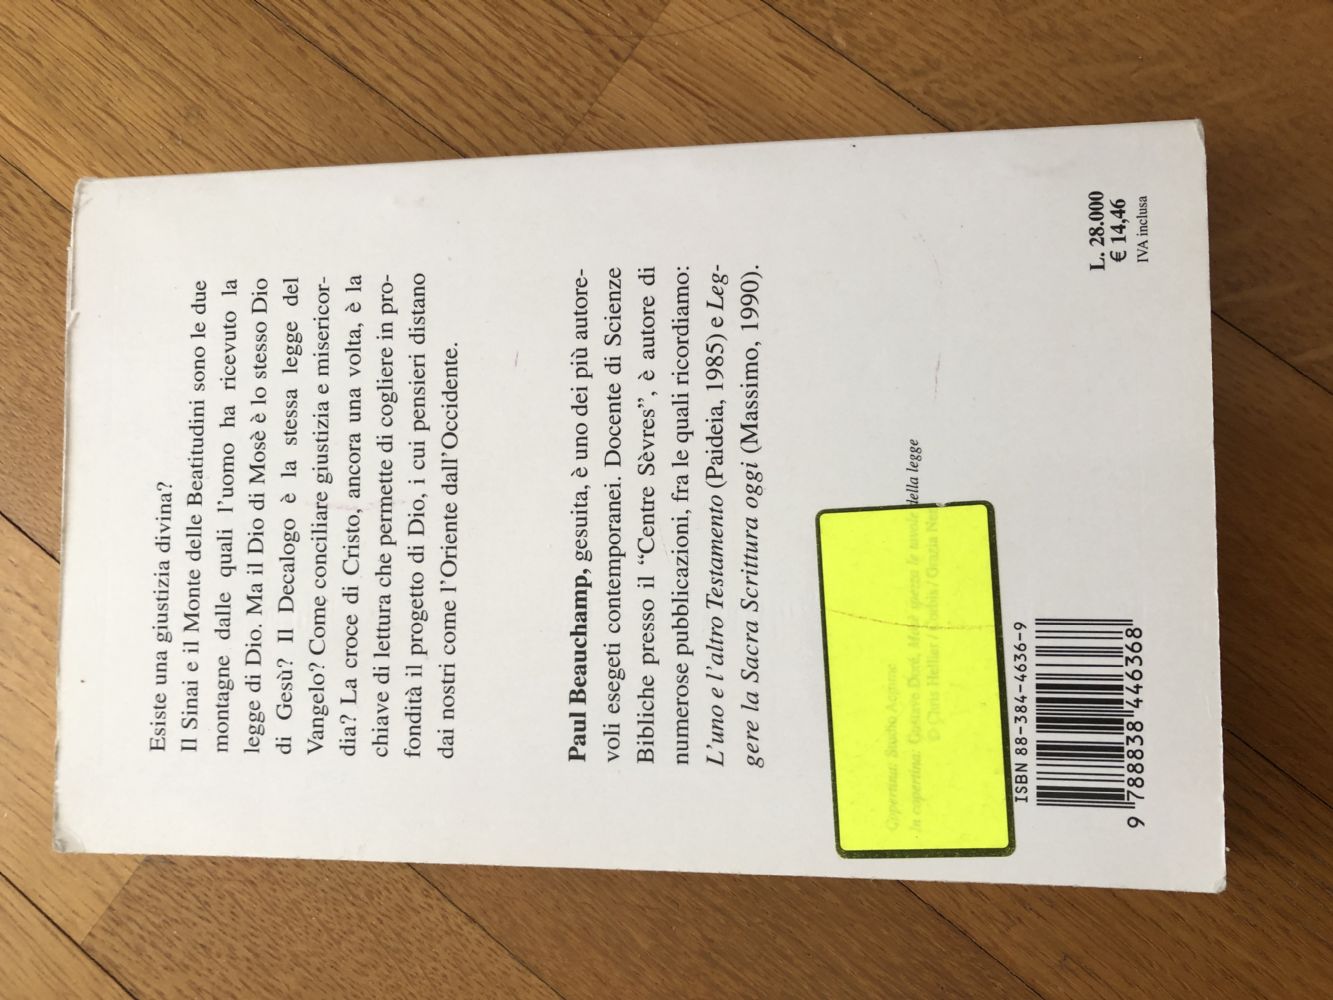 Esiste una giustizia divina?
Il Sinai e il Monte delle Beatitudini sono le due
montagne dalle quali l'uomo ha ricevuto la
legge di Dio. Ma il Dio di Mosè è lo stesso Dio
di Gesù? Il Decalogo è la stessa legge del
Vangelo? Come conciliare giustizia e misericor-
dia? La croce di Cristo, ancora una volta, è la
chiave di lettura che permette di cogliere in pro-
fondità il progetto di Dio, i cui pensieri distano
dai nostri come l'Oriente dall'Occidente.
Paul Beauchamp, gesuita, è uno dei più autore-
voli esegeti contemporanei. Docente di Scienze
Bibliche presso il “Centre Sèvres”, è autore di
numerose pubblicazioni, fra le quali ricordiamo:
L'uno e l'altro Testamento (Paideia, 1985) e Leg-
gere la Sacra Scrittura oggi (Massimo, 1990).
Copertina: Studio
In copertina: Gustavo Doré, Mosè spezza le tavole della legge
© Chris Hellier / Corbis / Grazia
ISBN 88-384-4636-9
9 788838 446368
L. 28.000
€ 14,46
IVA inclusa